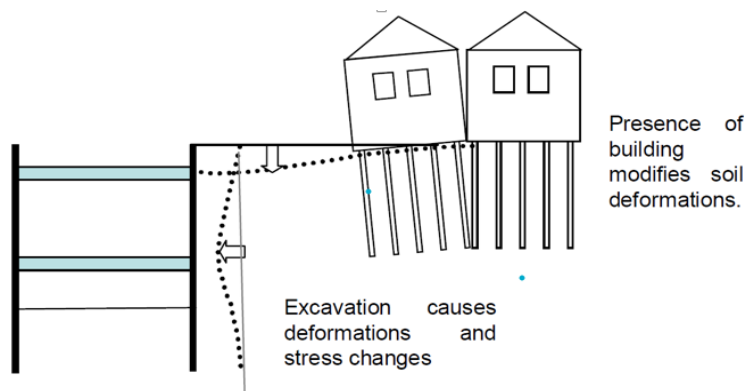 Presence of
building
modifies soil
deformations.
Excavation causes
deformations and
stress changes